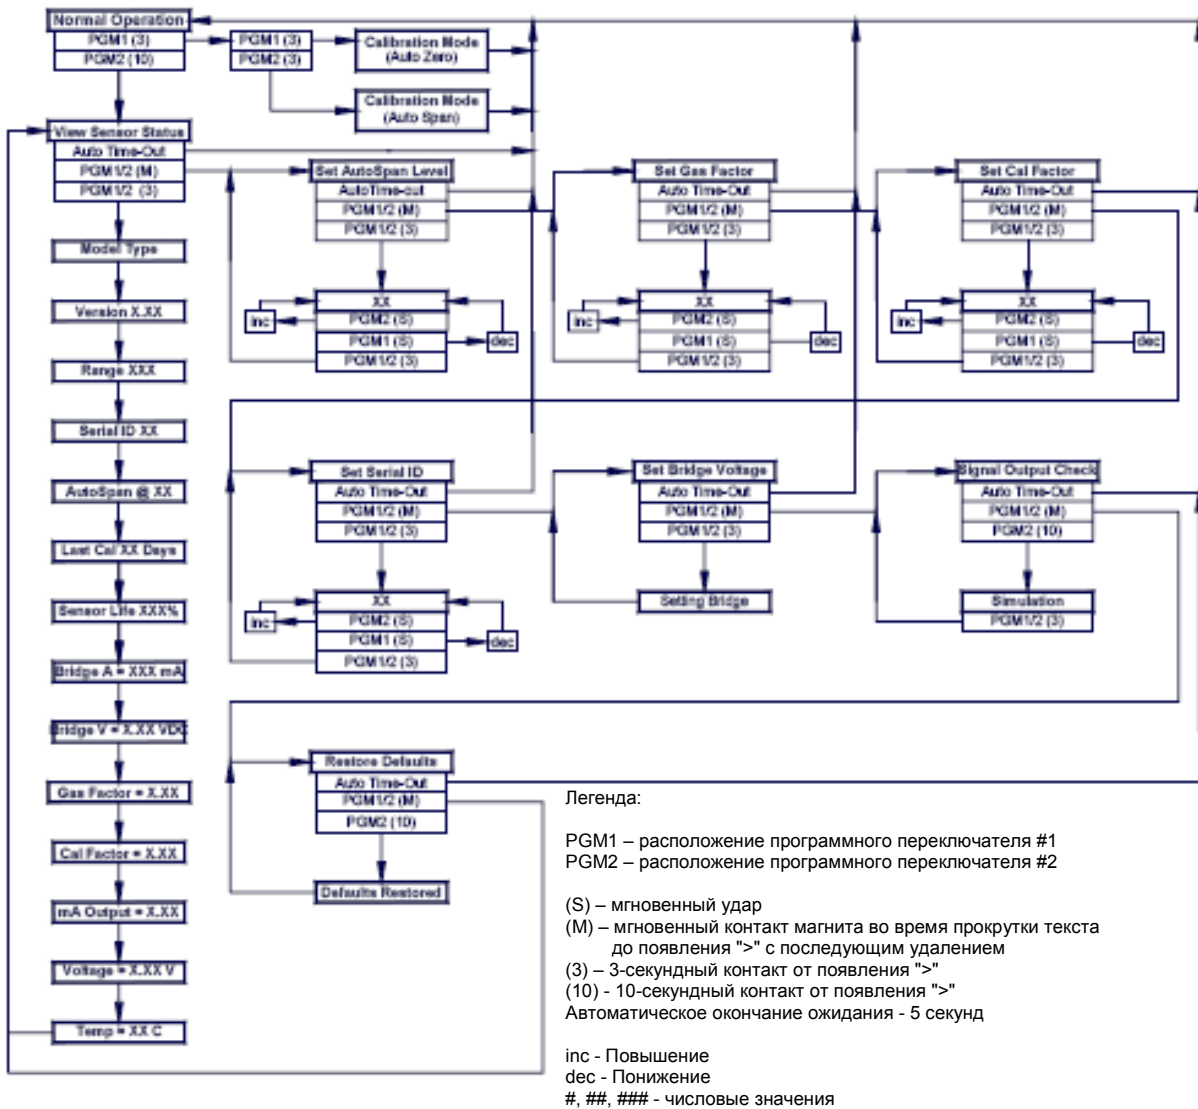 Normal Operation
PGM1 (3)
PGM2 (10)
PGM1 (3)
PGM2 (3)
Calibration Mode
(Auto Zero)
Calibration Mode
(Auto Span)
View Sensor Status
Auto Time-Out
PGM1/2 (M)
PGM1/2 (3)
Model Type
Version X.XX
Range XXX
Serial ID XX
AutoSpan @ XX
Last Cal XX Days
Sensor Life XXX%
Bridge A = XXX mA
Bridge V = X.XX VDC
Gas Factor = X.XX
Cal Factor = X.XX
mA Output = X.XX
Voltage = X.XX V
Temp = XX C
Set AutoSpan Level
AutoTime-out
PGM1/2 (M)
PGM1/2 (3)
XX
PGM2 (S)
PGM1 (S)
PGM1/2 (3)
inc
dec
Set Gas Factor
Auto Time-Out
PGM1/2 (M)
PGM1/2 (3)
XX
PGM2 (S)
PGM1 (S)
PGM1/2 (3)
inc
dec
Set Cal Factor
Auto Time-Out
PGM1/2 (M)
PGM1/2 (3)
XX
PGM2 (S)
PGM1 (S)
PGM1/2 (3)
inc
dec
Set Serial ID
Auto Time-Out
PGM1/2 (M)
PGM1/2 (3)
XX
PGM2 (S)
PGM1 (S)
PGM1/2 (3)
inc
dec
Set Bridge Voltage
Auto Time-Out
PGM1/2 (M)
PGM1/2 (3)
Setting Bridge
Signal Output Check
Auto Time-Out
PGM1/2 (M)
PGM2 (10)
Simulation
PGM1/2 (3)
Restore Defaults
Auto Time-Out
PGM1/2 (M)
PGM2 (10)
Defaults Restored
Легенда:
PGM1 – расположение программного переключателя #1
PGM2 – расположение программного переключателя #2
(S) – мгновенный удар
(M) – мгновенный контакт магнита во время прокрутки текста
до появления ">" с последующим удалением
(3) – 3-секундный контакт от появления ">"
(10) - 10-секундный контакт от появления ">"
Автоматическое окончание ожидания - 5 секунд
inc - Повышение
dec - Понижение
#, ##, ### - числовые значения